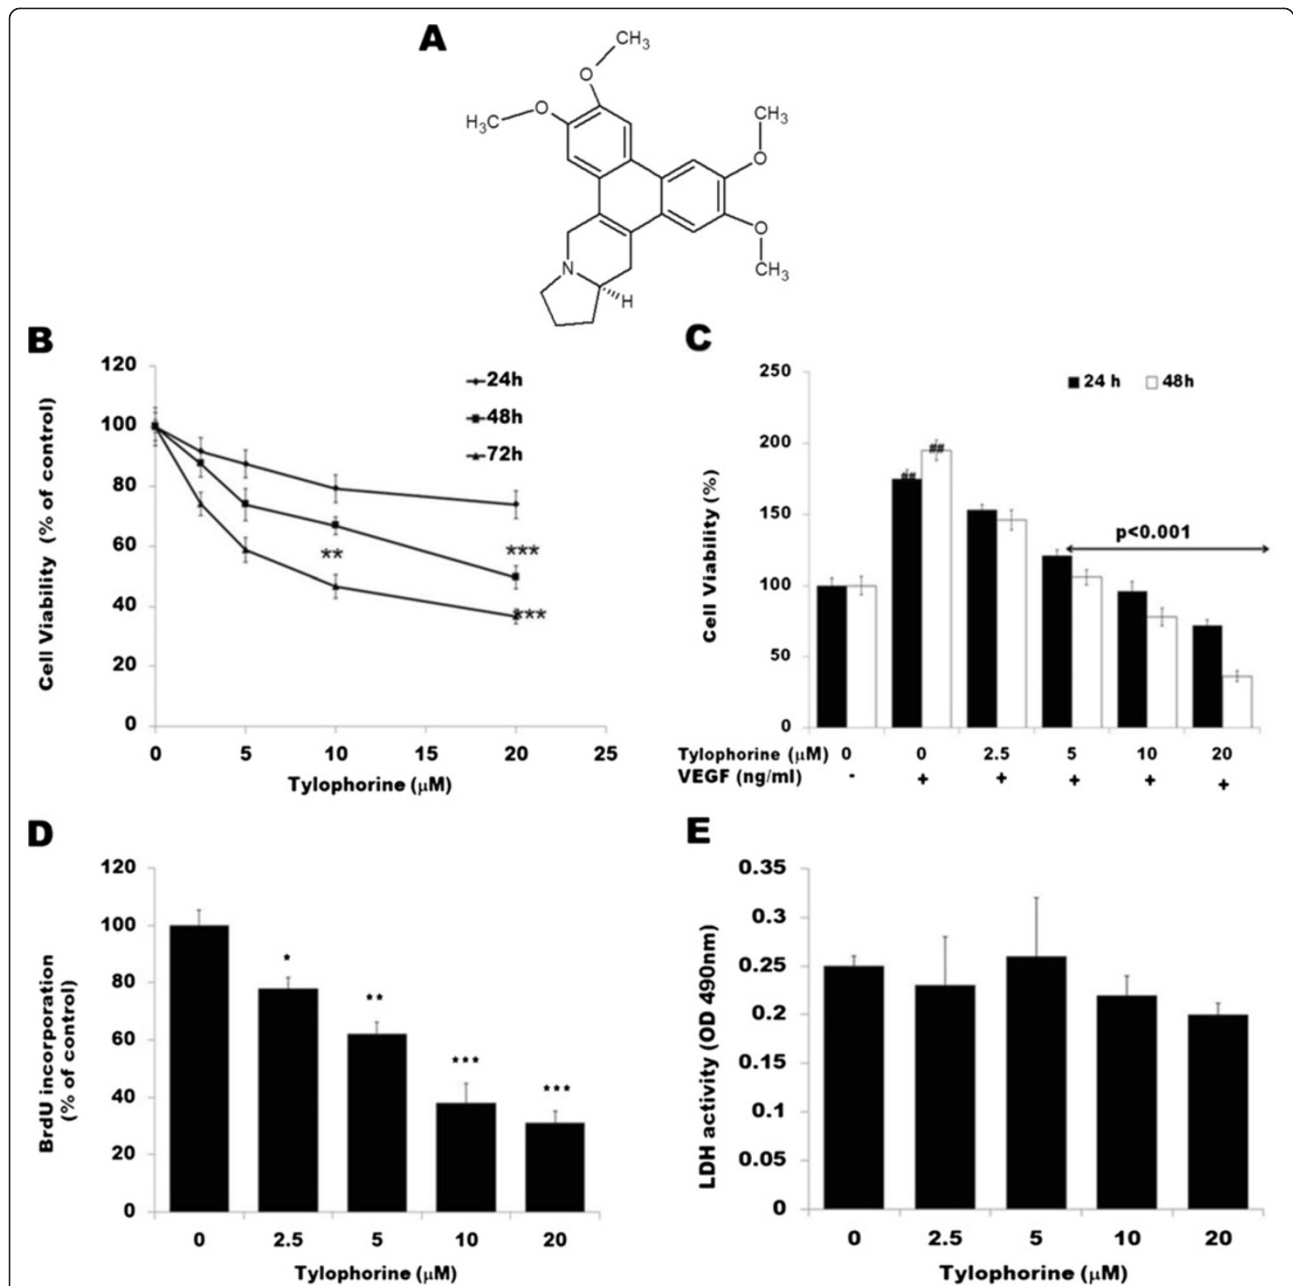 A
CH3
O
H3C
O
CH3
O
O
CH3
N
H
B
120
100
80
60
40
20
0
0 5 10 15 20 25
Cell Viability (% of control)
Tylophorine (μM)
24h
48h
72h
**
***
***
C
250
200
150
100
50
0
Cell Viability (%)
24 h 48h
##
##
p<0.001
Tylophorine (μM) 0 0 2.5 5 10 20
VEGF (ng/ml) - + + + + +
D
120
100
80
60
40
20
0
BrdU incorporation
(% of control)
*
**
***
***
0 2.5 5 10 20
Tylophorine (μM)
E
0.35
0.3
0.25
0.2
0.15
0.1
0.05
0
LDH activity (OD 490nm)
0 2.5 5 10 20
Tylophorine (μM)